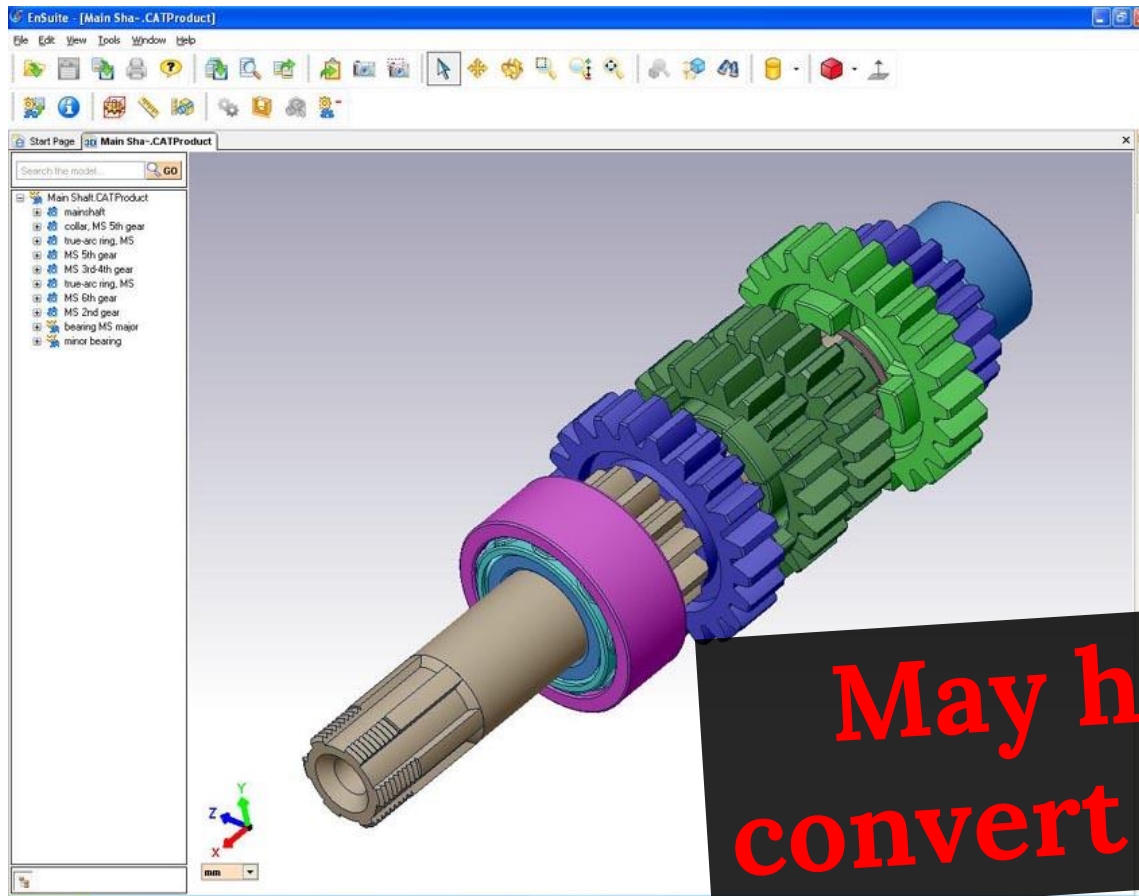 EnSuite - [Main Sha-.CATProduct]
File Edit View Tools Window Help
Start Page 3D Main Sha-.CATProduct
Search the model... GO
Main Shaft.CATProduct
mainshaft
collar, MS 5th gear
true-arc ring, MS
MS 5th gear
MS 3rd-4th gear
true-arc ring, MS
MS 6th gear
MS 2nd gear
bearing MS major
minor bearing
Y
Z
X
mm
May h
convert